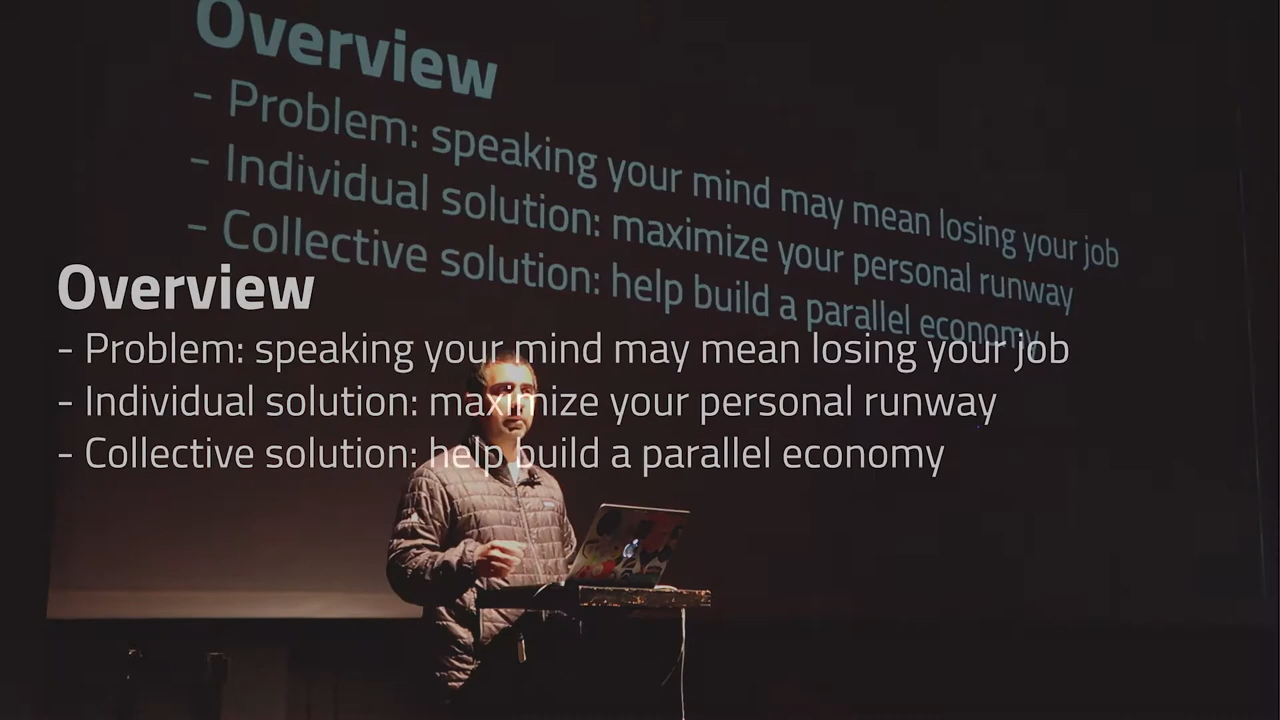 Overview
- Problem: speaking your mind may mean losing your job
- Individual solution: maximize your personal runway
- Collective solution: help build a parallel economy
Overview
- Problem: speaking your mind may mean losing your job
- Individual solution: maximize your personal runway
- Collective solution: help build a parallel economy